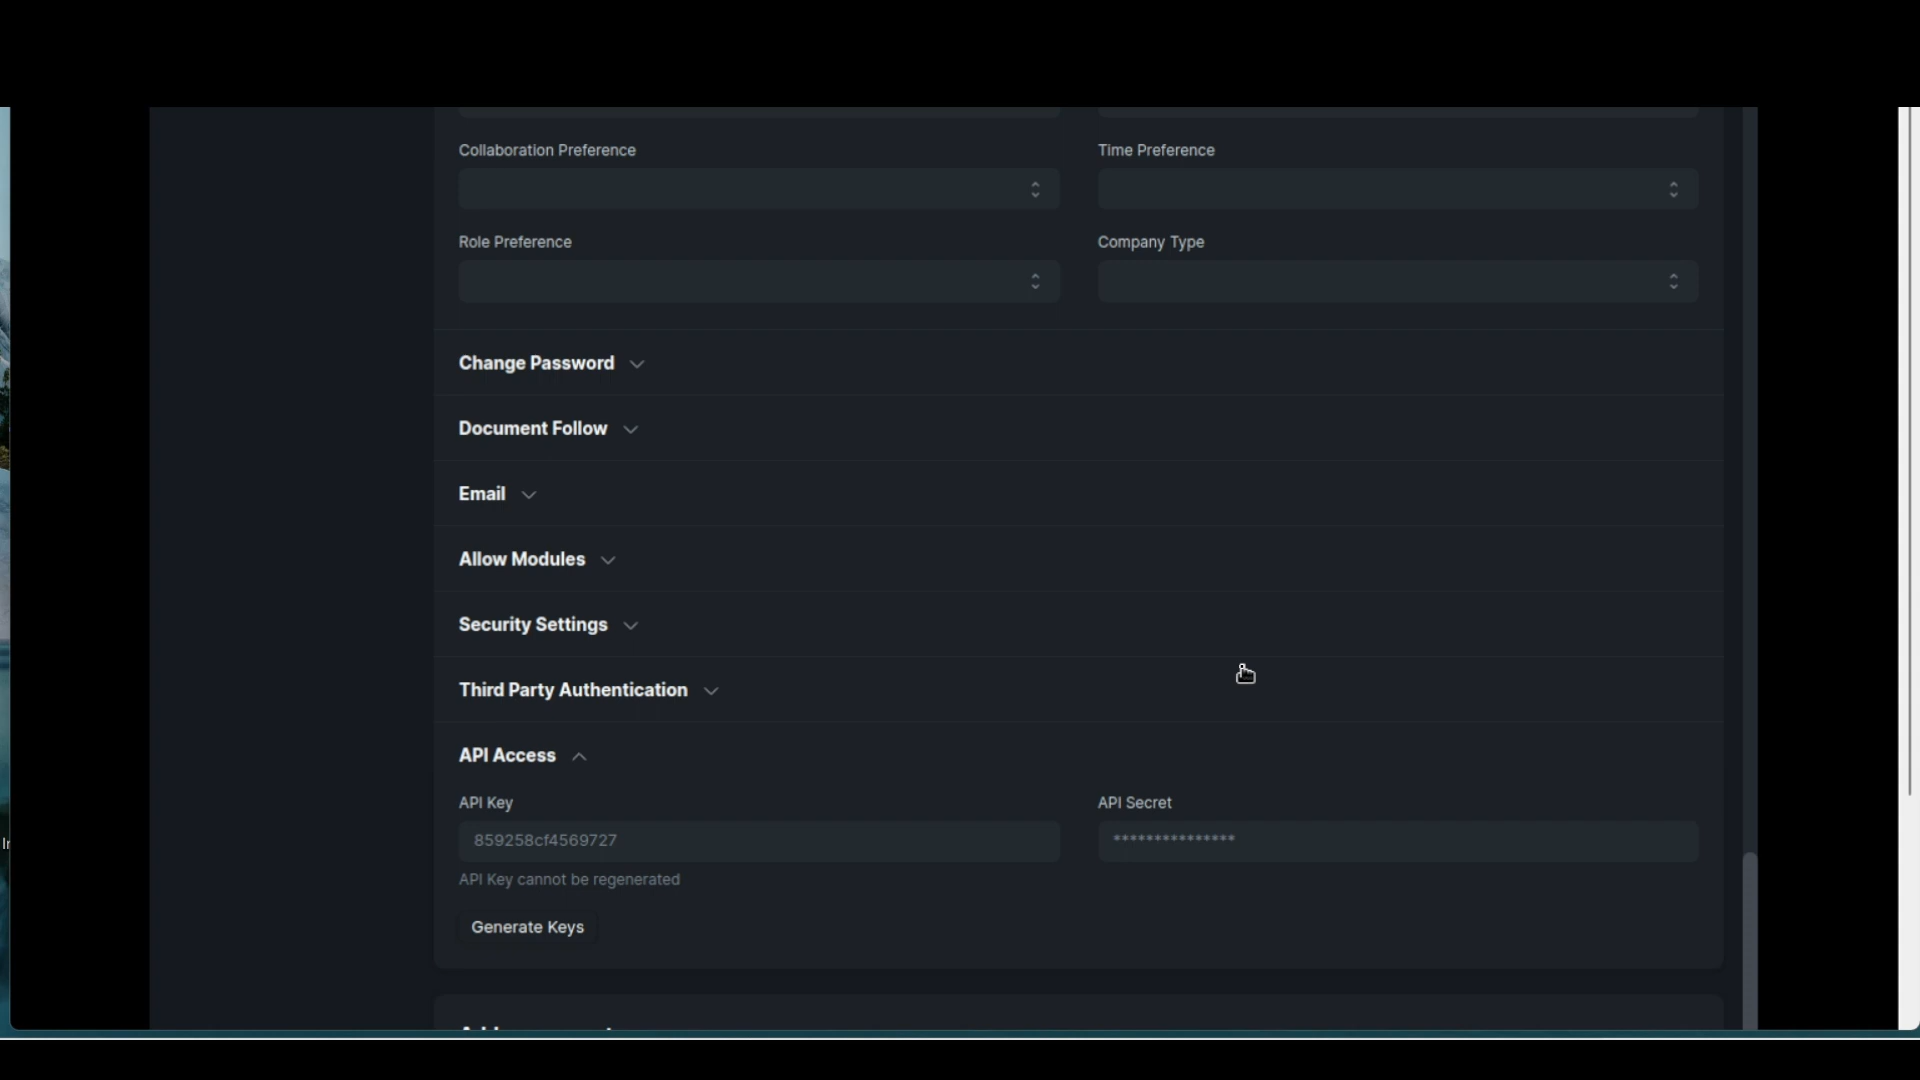 Collaboration Preference
Time Preference
Role Preference
Company Type
Change Password
Document Follow
Email
Allow Modules
Security Settings
Third Party Authentication
API Access
API Key
API Secret
859258cf4569727
***************
API Key cannot be regenerated
Generate Keys